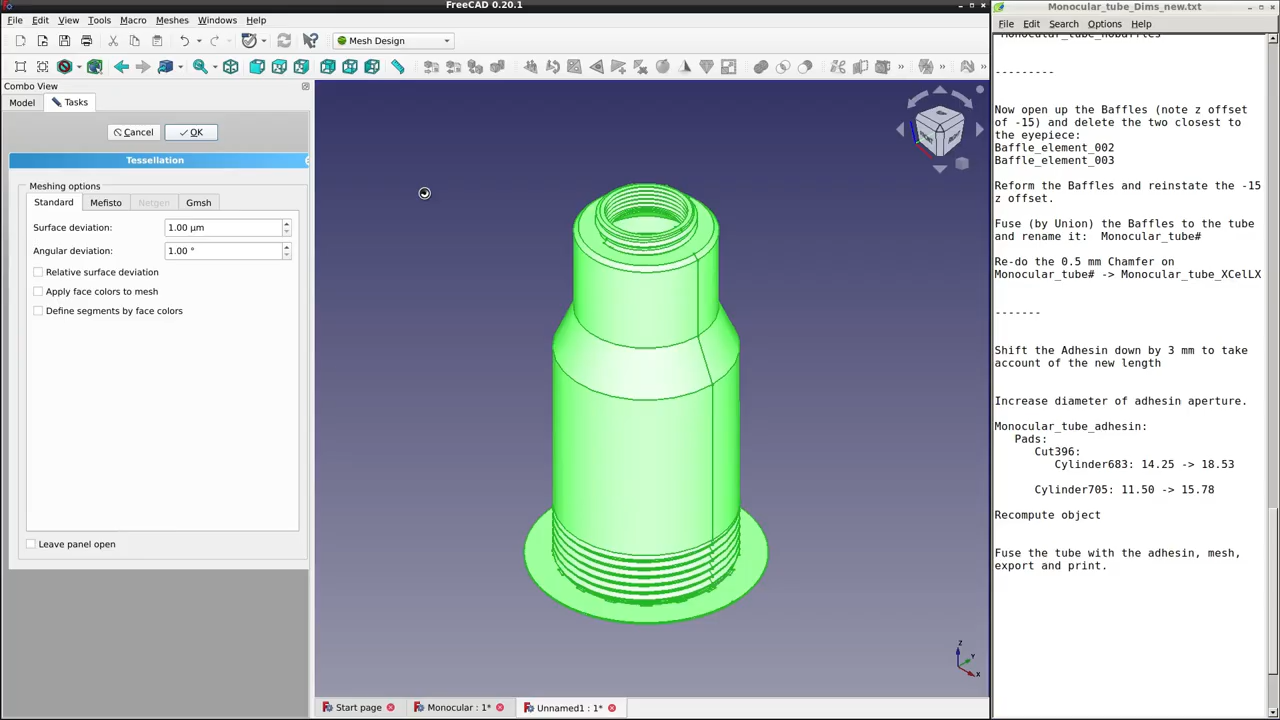 FreeCAD 0.20.1
File Edit View Tools Macro Meshes Windows Help
Mesh Design
Combo View
Model Tasks
Cancel OK
Tessellation
Meshing options
Standard Mefisto Netgen Gmsh
Surface deviation: 1.00 µm
Angular deviation: 1.00 °
Relative surface deviation
Apply face colors to mesh
Define segments by face colors
Leave panel open
Z
Y
X
Start page Monocular : 1* Unnamed1 : 1*
Monocular_tube_Dims_new.txt
File Edit Search Options Help
---------
Now open up the Baffles (note z offset
of -15) and delete the two closest to
the eyepiece:
Baffle_element_002
Baffle_element_003
Reform the Baffles and reinstate the -15
z offset.
Fuse (by Union) the Baffles to the tube
and rename it: Monocular_tube#
Re-do the 0.5 mm Chamfer on
Monocular_tube# -> Monocular_tube_XCelLX
-------
Shift the Adhesin down by 3 mm to take
account of the new length
Increase diameter of adhesin aperture.
Monocular_tube_adhesin:
Pads:
Cut396:
Cylinder683: 14.25 -> 18.53
Cylinder705: 11.50 -> 15.78
Recompute object
Fuse the tube with the adhesin, mesh,
export and print.